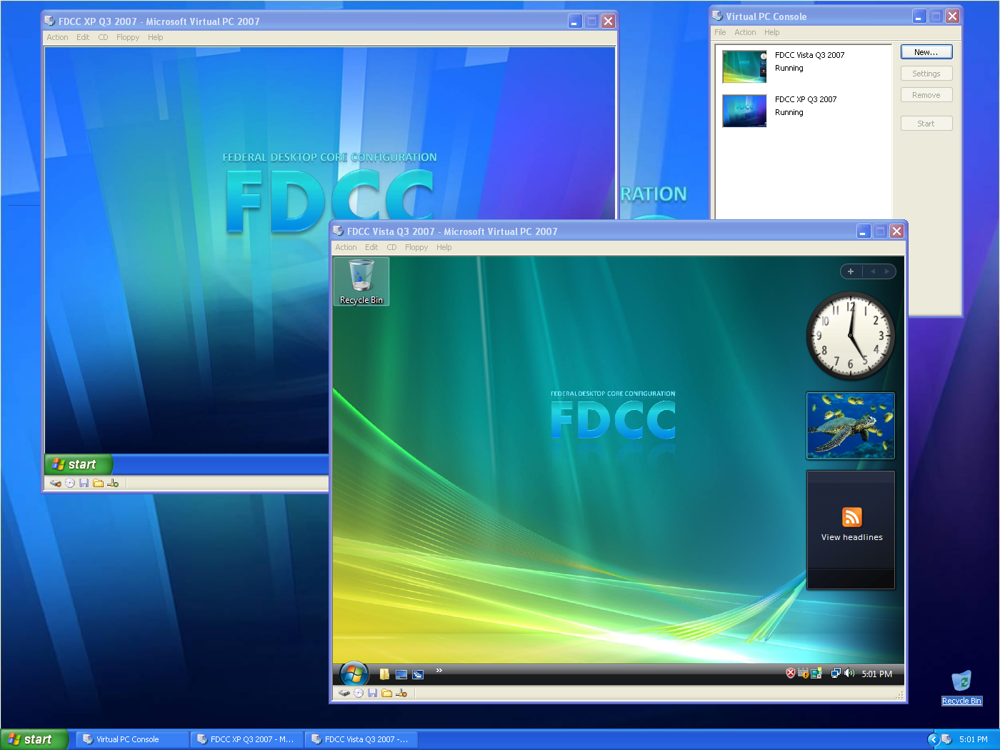 FDCC XP Q3 2007 - Microsoft Virtual PC 2007
Action Edit CD Floppy Help
FEDERAL DESKTOP CORE CONFIGURATION
FDCC
start
RATION
Virtual PC Console
File Action Help
FDCC Vista Q3 2007
Running
FDCC XP Q3 2007
Running
New...
Settings
Remove
Start
FDCC Vista Q3 2007 - Microsoft Virtual PC 2007
Action Edit CD Floppy Help
Recycle Bin
12 1 2 3 4 5 6 7 8 9 10 11
FEDERAL DESKTOP CORE CONFIGURATION
FDCC
View headlines
5:01 PM
Recycle Bin
start
Virtual PC Console
FDCC XP Q3 2007 - M...
FDCC Vista Q3 2007 -...
5:01 PM